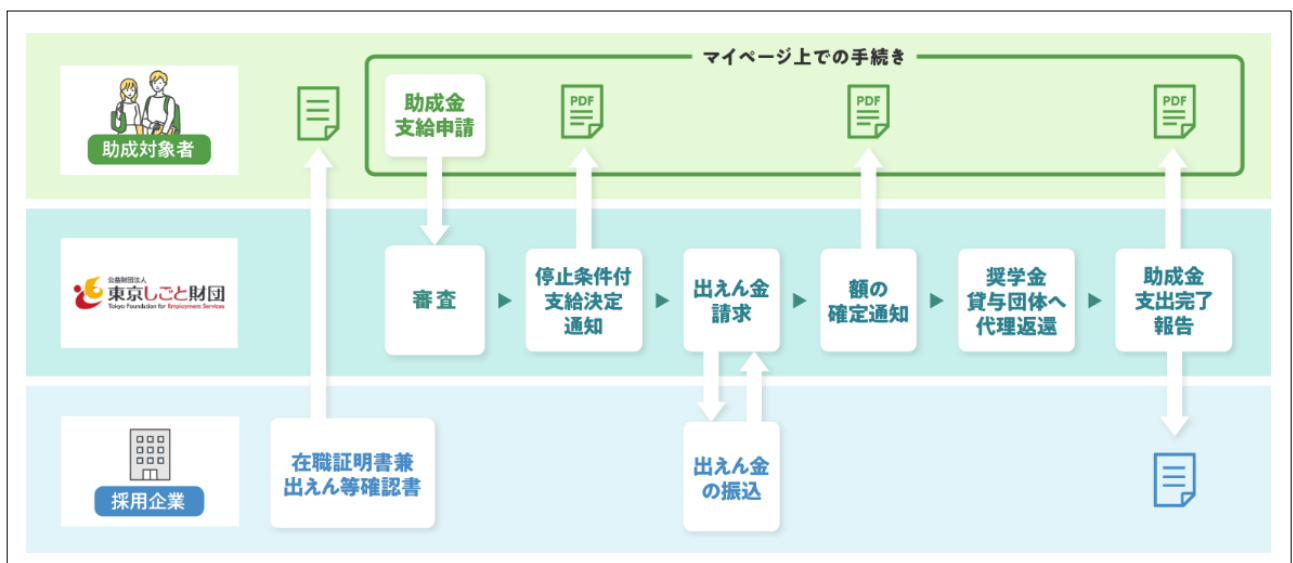 マイページ上での手続き
助成対象者
助成金
支給申請
PDF
PDF
PDF
公益財団法人
東京しごと財団
Tokyo Foundation for Employment Services
審査
停止条件付
支給決定
通知
出えん金
請求
額の
確定通知
奨学金
貸与団体へ
代理返還
助成金
支出完了
報告
採用企業
在職証明書兼
出えん等確認書
出えん金
の振込